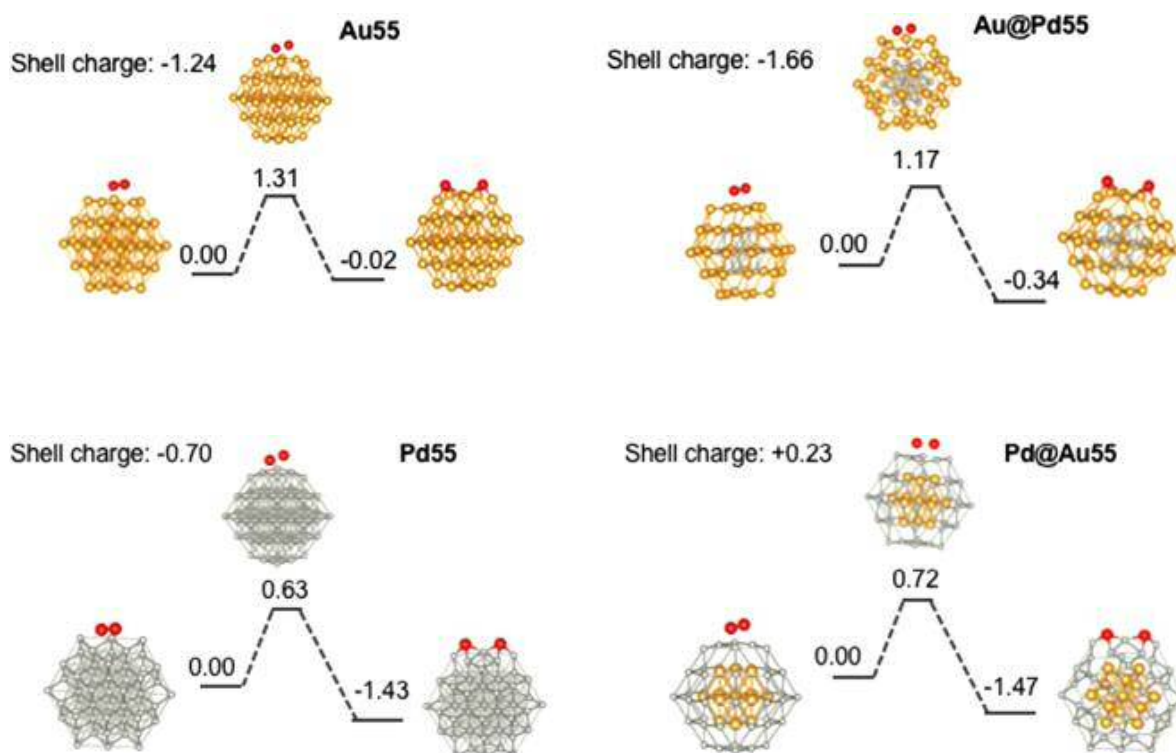 Au55
Shell charge: -1.24
1.31
0.00
-0.02
Au@Pd55
Shell charge: -1.66
1.17
0.00
-0.34
Shell charge: -0.70
Pd55
0.63
0.00
-1.43
Shell charge: +0.23
Pd@Au55
0.72
0.00
-1.47